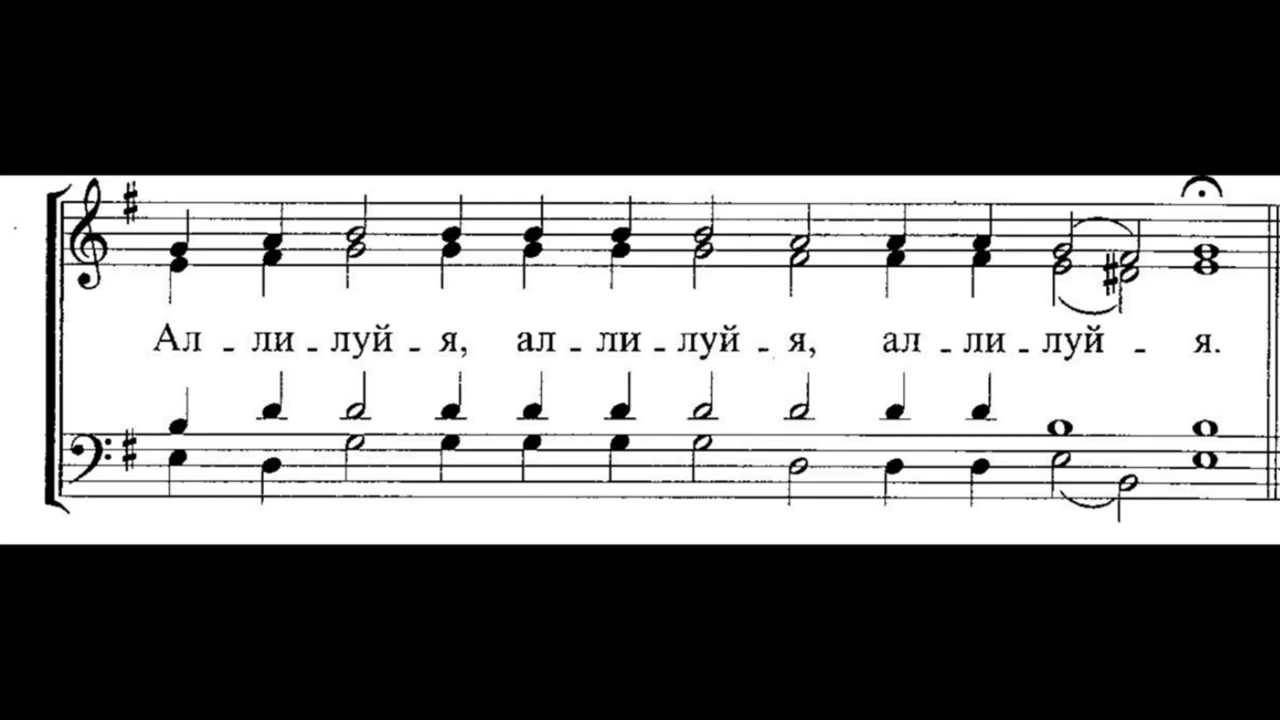 Ал - ли - луй - я, ал - ли - луй - я, ал - ли - луй - я.